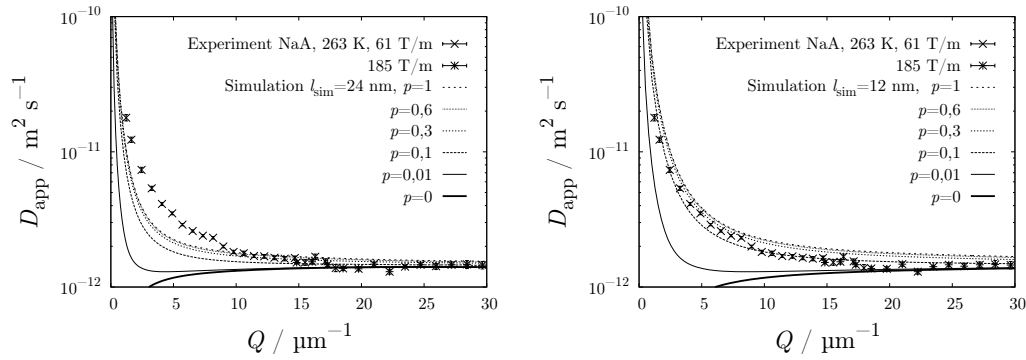 10⁻¹⁰
10⁻¹¹
10⁻¹²
D_app / m² s⁻¹
Experiment NaA, 263 K, 61 T/m
185 T/m
Simulation l_sim=24 nm, p=1
p=0,6
p=0,3
p=0,1
p=0,01
p=0
0 5 10 15 20 25 30
Q / µm⁻¹
10⁻¹⁰
10⁻¹¹
10⁻¹²
D_app / m² s⁻¹
Experiment NaA, 263 K, 61 T/m
185 T/m
Simulation l_sim=12 nm, p=1
p=0,6
p=0,3
p=0,1
p=0,01
p=0
0 5 10 15 20 25 30
Q / µm⁻¹